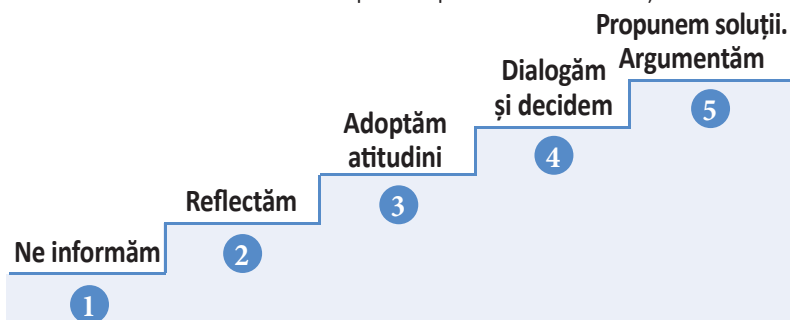 Ne informăm
1
Reflectăm
2
Adoptăm
atitudini
3
Dialogăm
și decidem
4
Propunem soluții.
Argumentăm
5